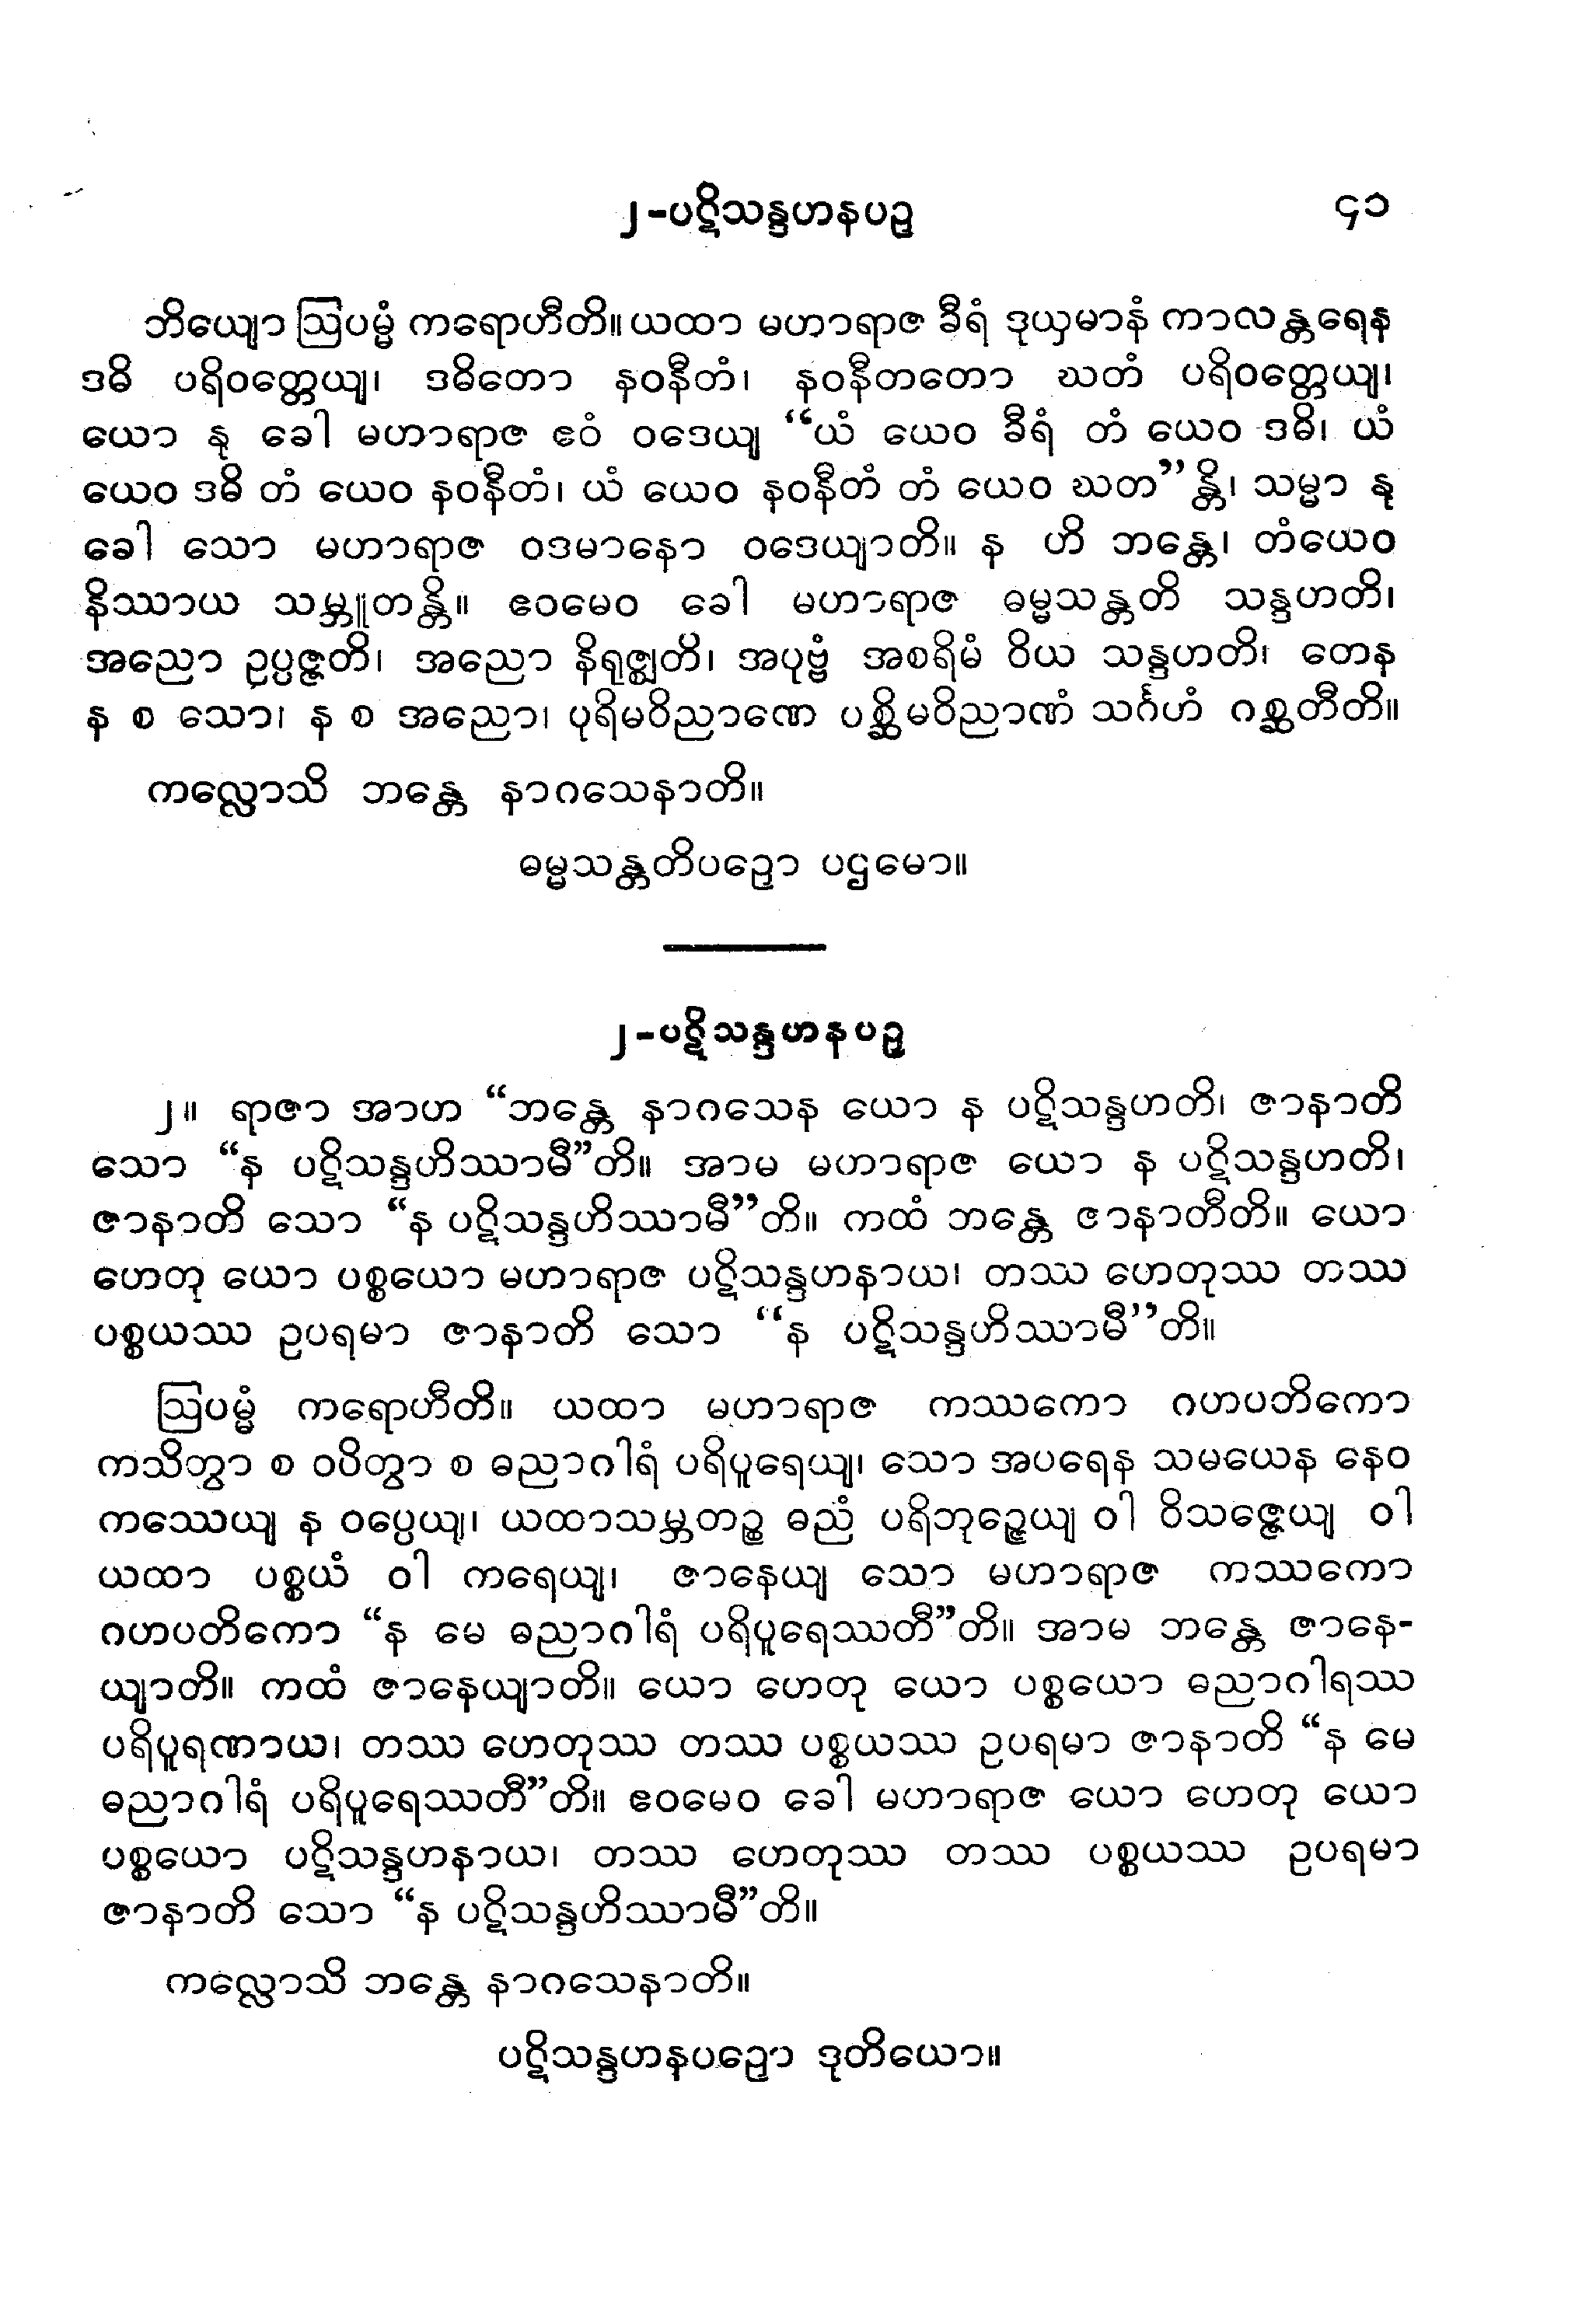 ၂-ပဋိသန္ဒဟနပဉှ ၄၁
ဘိယျော ဩပမ္မံ ကရောဟီတိ။ ယထာ မဟာရာဇ ခီရံ ဒုယှမာနံ ကာလန္တရေန
ဒဓိ ပရိဝတ္တေယျ၊ ဒဓိတော နဝနီတံ၊ နဝနီတတော ဃတံ ပရိဝတ္တေယျ၊
ယော နု ခေါ မဟာရာဇ ဧဝံ ဝဒေယျ “ယံ ယေဝ ခီရံ တံ ယေဝ ဒဓိ၊ ယံ
ယေဝ ဒဓိ တံ ယေဝ နဝနီတံ၊ ယံ ယေဝ နဝနီတံ တံ ယေဝ ဃတ”န္တိ၊ သမ္မာ နု
ခေါ သော မဟာရာဇ ဝဒမာနော ဝဒေယျာတိ။ န ဟိ ဘန္တေ၊ တံယေဝ
နိဿာယ သမ္ဘူတန္တိ။ ဧဝမေဝ ခေါ မဟာရာဇ ဓမ္မသန္တတိ သန္ဒဟတိ၊
အညော ဥပ္ပဇ္ဇတိ၊ အညော နိရုဇ္ဈတိ၊ အပုဗ္ဗံ အစရိမံ ဝိယ သန္ဒဟတိ၊ တေန
န စ သော၊ န စ အညော၊ ပုရိမဝိညာဏေ ပစ္ဆိမဝိညာဏံ သင်္ဂဟံ ဂစ္ဆတီတိ။
ကလ္လောသိ ဘန္တေ နာဂသေနာတိ။
ဓမ္မသန္တတိပဉှော ပဌမော။
၂-ပဋိသန္ဒဟနပဉှ
၂။ ရာဇာ အာဟ “ဘန္တေ နာဂသေန ယော န ပဋိသန္ဒဟတိ၊ ဇာနာတိ
သော “န ပဋိသန္ဒဟိဿာမီ”တိ။ အာမ မဟာရာဇ ယော န ပဋိသန္ဒဟတိ၊
ဇာနာတိ သော “န ပဋိသန္ဒဟိဿာမီ”တိ။ ကထံ ဘန္တေ ဇာနာတီတိ။ ယော
ဟေတု ယော ပစ္စယော မဟာရာဇ ပဋိသန္ဒဟနာယ၊ တဿ ဟေတုဿ တဿ
ပစ္စယဿ ဥပရမာ ဇာနာတိ သော “န ပဋိသန္ဒဟိဿာမီ”တိ။
ဩပမ္မံ ကရောဟီတိ။ ယထာ မဟာရာဇ ကဿကော ဂဟပတိကော
ကသိတွာ စ ဝပိတွာ စ ဓညာဂါရံ ပရိပူရေယျ၊ သော အပရေန သမယေန နေဝ
ကဿေယျ န ဝပ္ပေယျ၊ ယထာသမ္ဘတဉ္စ ဓညံ ပရိဘုဉ္ဇေယျ ဝါ ဝိသဇ္ဇေယျ ဝါ
ယထာ ပစ္စယံ ဝါ ကရေယျ၊ ဇာနေယျ သော မဟာရာဇ ကဿကော
ဂဟပတိကော “န မေ ဓညာဂါရံ ပရိပူရေဿတီ”တိ။ အာမ ဘန္တေ ဇာနေ-
ယျာတိ။ ကထံ ဇာနေယျာတိ။ ယော ဟေတု ယော ပစ္စယော ဓညာဂါရဿ
ပရိပူရဏာယ၊ တဿ ဟေတုဿ တဿ ပစ္စယဿ ဥပရမာ ဇာနာတိ “န မေ
ဓညာဂါရံ ပရိပူရေဿတီ”တိ။ ဧဝမေဝ ခေါ မဟာရာဇ ယော ဟေတု ယော
ပစ္စယော ပဋိသန္ဒဟနာယ၊ တဿ ဟေတုဿ တဿ ပစ္စယဿ ဥပရမာ
ဇာနာတိ သော “န ပဋိသန္ဒဟိဿာမီ”တိ။
ကလ္လောသိ ဘန္တေ နာဂသေနာတိ။
ပဋိသန္ဒဟနပဉှော ဒုတိယော။